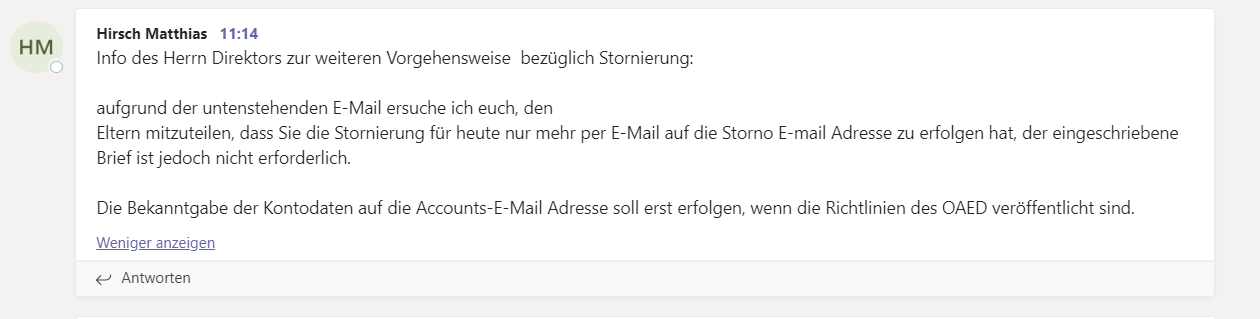 HM
Hirsch Matthias 11:14
Info des Herrn Direktors zur weiteren Vorgehensweise  bezüglich Stornierung:
aufgrund der untenstehenden E-Mail ersuche ich euch, den
Eltern mitzuteilen, dass Sie die Stornierung für heute nur mehr per E-Mail auf die Storno E-mail Adresse zu erfolgen hat, der eingeschriebene
Brief ist jedoch nicht erforderlich.
Die Bekanntgabe der Kontodaten auf die Accounts-E-Mail Adresse soll erst erfolgen, wenn die Richtlinien des OAED veröffentlicht sind.
Weniger anzeigen
Antworten